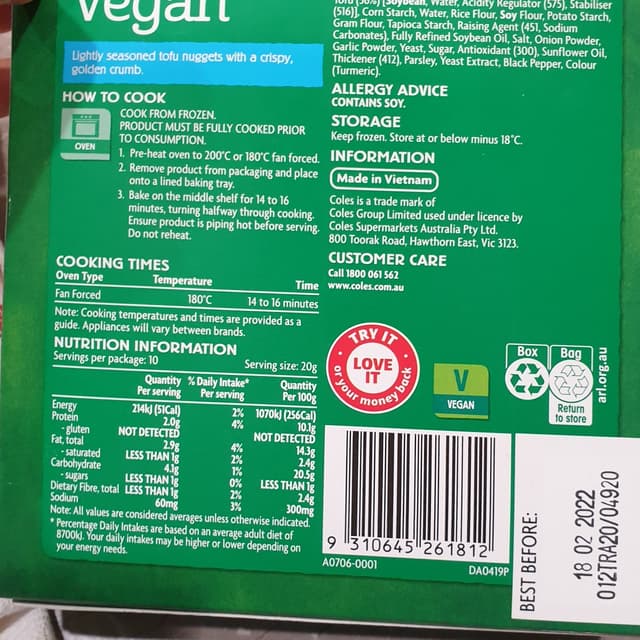 vegan
Lightly seasoned tofu nuggets with a crispy,
golden crumb.
HOW TO COOK
OVEN
COOK FROM FROZEN.
PRODUCT MUST BE FULLY COOKED PRIOR
TO CONSUMPTION.
1. Pre-heat oven to 200°C or 180°C fan forced.
2. Remove product from packaging and place
onto a lined baking tray.
3. Bake on the middle shelf for 14 to 16
minutes, turning halfway through cooking.
Ensure product is piping hot before serving.
Do not reheat.
COOKING TIMES
Oven Type Temperature Time
Fan Forced 180°C 14 to 16 minutes
Note: Cooking temperatures and times are provided as a
guide. Appliances will vary between brands.
NUTRITION INFORMATION
Servings per package: 10 Serving size: 20g
Quantity Per serving % Daily Intake* Per serving Quantity Per 100g
Energy 214kJ (51Cal) 2% 1070kJ (256Cal)
Protein 2.0g 4% 10.1g
- gluten NOT DETECTED NOT DETECTED
Fat, total 2.9g 4% 14.3g
- saturated LESS THAN 1g 2% 2.4g
Carbohydrate 4.1g 1% 20.5g
- sugars LESS THAN 1g 0% LESS THAN 1g
Dietary Fibre, total LESS THAN 1g 2% 2.4g
Sodium 60mg 3% 300mg
Note: All values are considered averages unless otherwise indicated.
* Percentage Daily Intakes are based on an average adult diet of
8700kJ. Your daily intakes may be higher or lower depending on
your energy needs.
Tofu (56%) [Soybean, Water, Acidity Regulator (575), Stabiliser
(516)], Corn Starch, Water, Rice Flour, Soy Flour, Potato Starch,
Gram Flour, Tapioca Starch, Raising Agent (451, Sodium
Carbonates), Fully Refined Soybean Oil, Salt, Onion Powder,
Garlic Powder, Yeast, Sugar, Antioxidant (300), Sunflower Oil,
Thickener (412), Parsley, Yeast Extract, Black Pepper, Colour
(Turmeric).
ALLERGY ADVICE
CONTAINS SOY.
STORAGE
Keep frozen. Store at or below minus 18°C.
INFORMATION
Made in Vietnam
Coles is a trade mark of
Coles Group Limited used under licence by
Coles Supermarkets Australia Pty Ltd.
800 Toorak Road, Hawthorn East, Vic 3123.
CUSTOMER CARE
Call 1800 061 562
www.coles.com.au
TRY IT
LOVE
IT
or your money back
V
VEGAN
Box
Bag
Return
to store
arl.org.au
9 310645 261812
A0706-0001 DA0419P
BEST BEFORE:
18 02 2022
012TRA20/04920